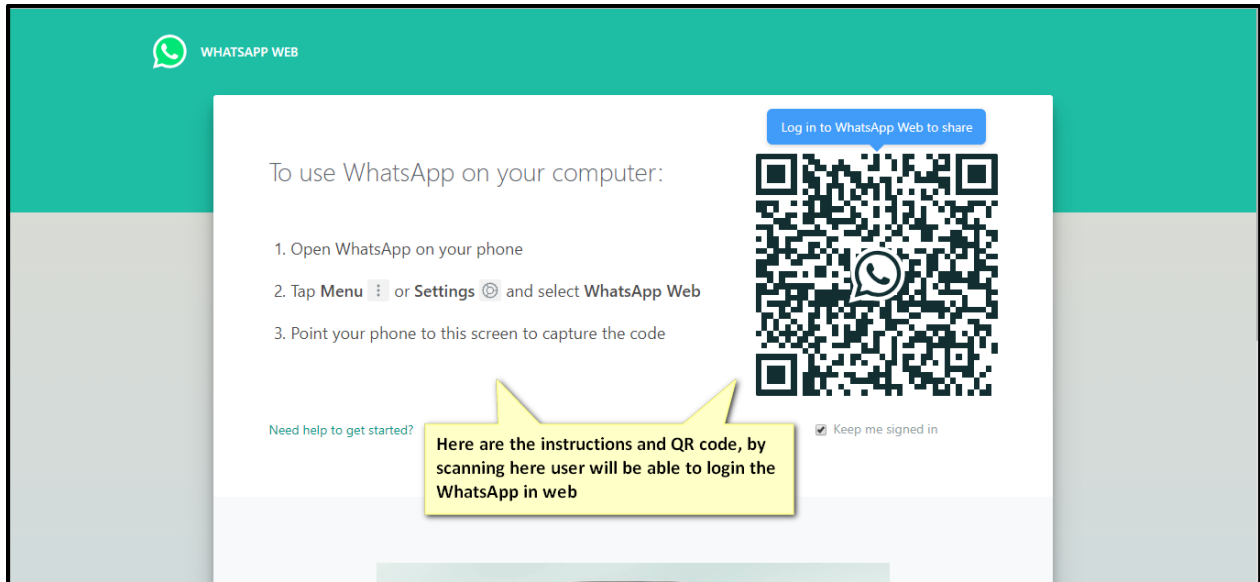 WHATSAPP WEB
Log in to WhatsApp Web to share
To use WhatsApp on your computer:
1. Open WhatsApp on your phone
2. Tap Menu or Settings and select WhatsApp Web
3. Point your phone to this screen to capture the code
Need help to get started?
Keep me signed in
Here are the instructions and QR code, by
scanning here user will be able to login the
WhatsApp in web